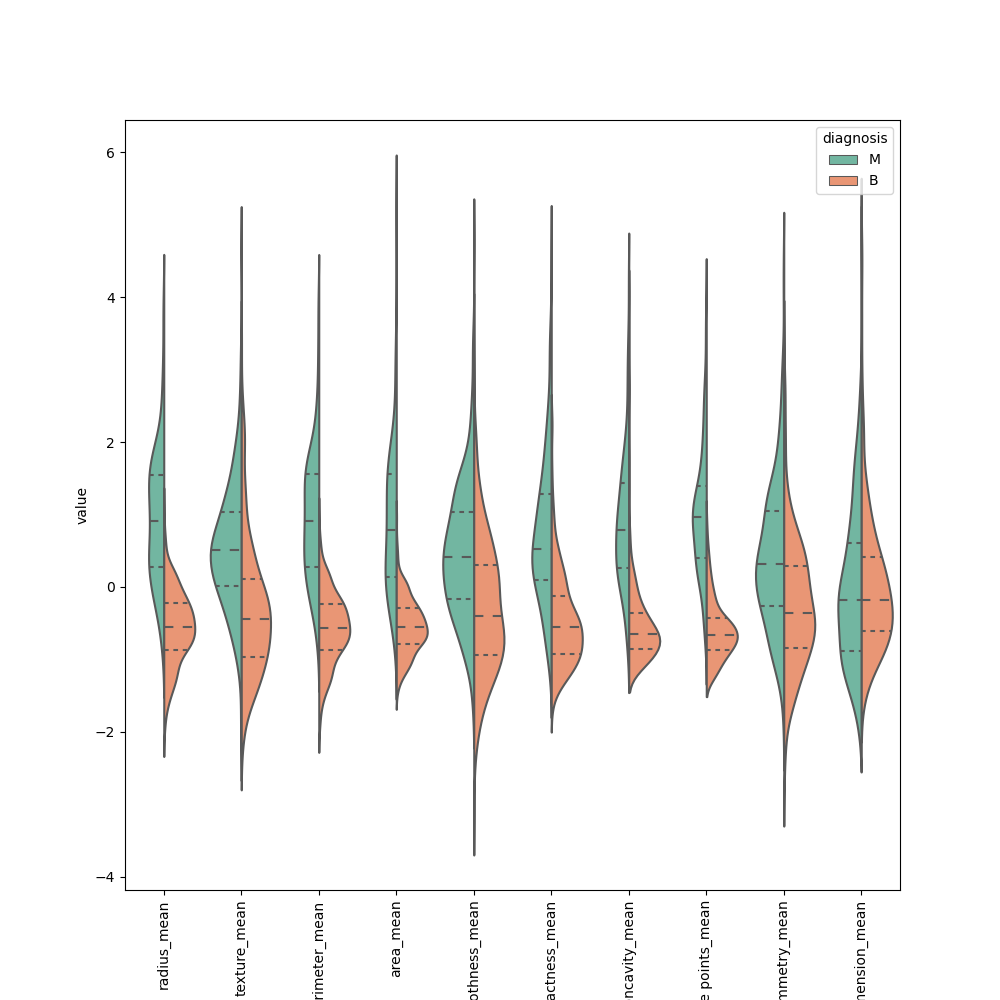 diagnosis
M
B
6
4
2
0
−2
−4
value
radius_mean
texture_mean
rimeter_mean
area_mean
othness_mean
actness_mean
ncavity_mean
e points_mean
mmetry_mean
nension_mean